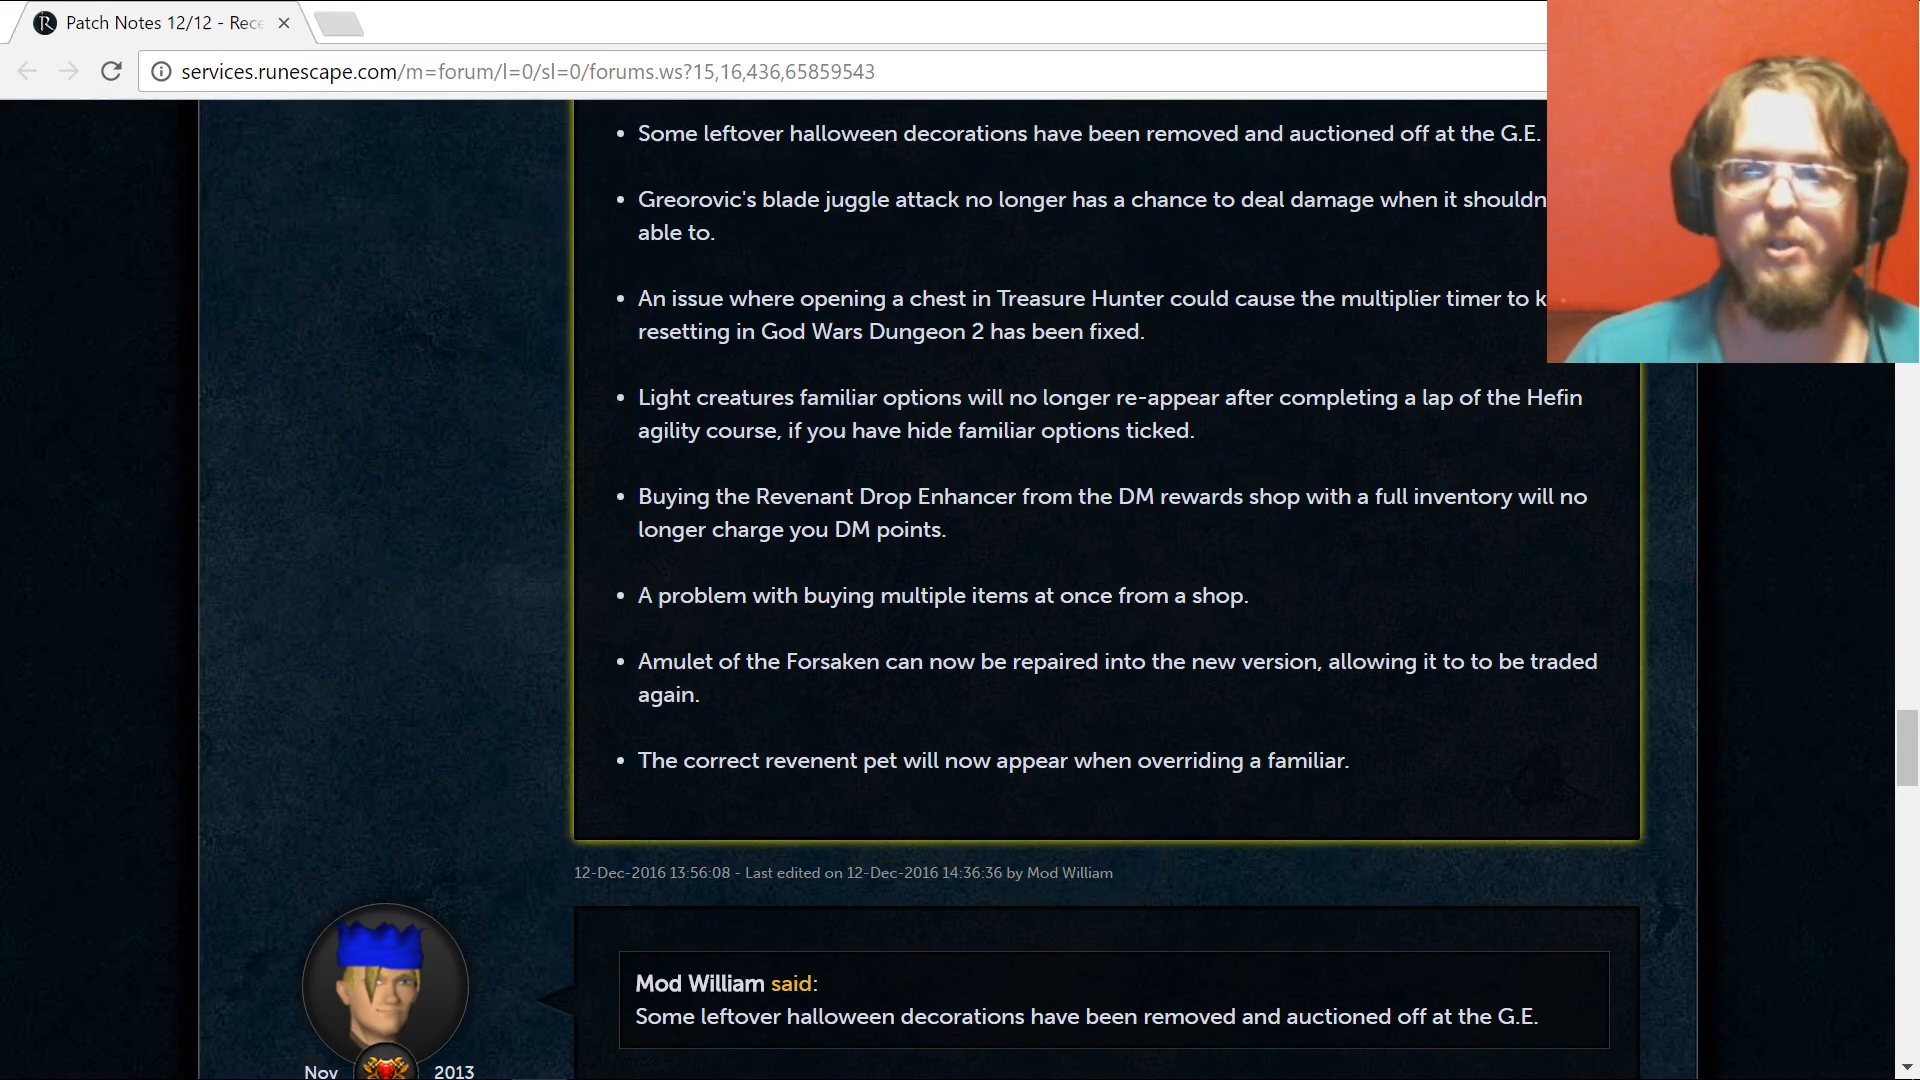 Patch Notes 12/12 - Rece
services.runescape.com/m=forum/l=0/sl=0/forums.ws?15,16,436,65859543
Some leftover halloween decorations have been removed and auctioned off at the G.E.
Greorovic's blade juggle attack no longer has a chance to deal damage when it shouldn
able to.
An issue where opening a chest in Treasure Hunter could cause the multiplier timer to k
resetting in God Wars Dungeon 2 has been fixed.
Light creatures familiar options will no longer re-appear after completing a lap of the Hefin
agility course, if you have hide familiar options ticked.
Buying the Revenant Drop Enhancer from the DM rewards shop with a full inventory will no
longer charge you DM points.
A problem with buying multiple items at once from a shop.
Amulet of the Forsaken can now be repaired into the new version, allowing it to to be traded
again.
The correct revenent pet will now appear when overriding a familiar.
12-Dec-2016 13:56:08 - Last edited on 12-Dec-2016 14:36:36 by Mod William
Mod William said:
Some leftover halloween decorations have been removed and auctioned off at the G.E.
Nov 2013